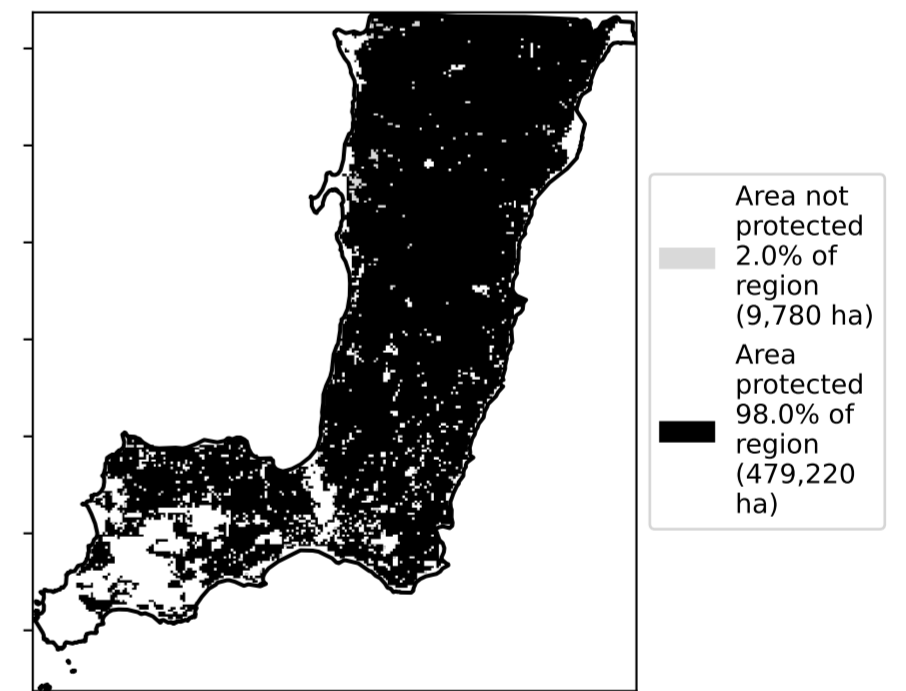 Area not
protected
2.0% of
region
(9,780 ha)
Area
protected
98.0% of
region
(479,220
ha)